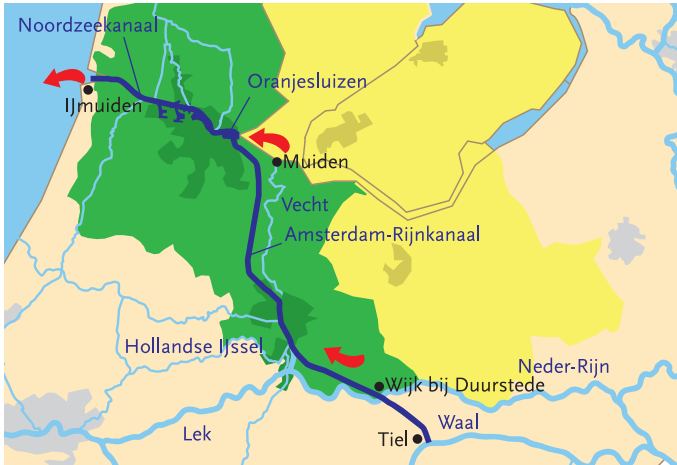 Noordzeekanaal
Oranjesluizen
IJmuiden
Muiden
Vecht
Amsterdam-Rijnkanaal
Hollandse IJssel
Neder-Rijn
Wijk bij Duurstede
Waal
Lek
Tiel